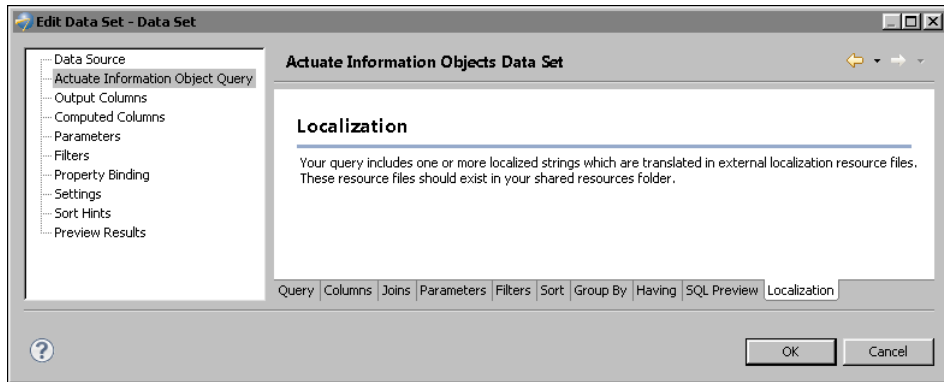 Edit Data Set - Data Set
Data Source
Actuate Information Object Query
Output Columns
Computed Columns
Parameters
Filters
Property Binding
Settings
Sort Hints
Preview Results
Actuate Information Objects Data Set
Localization
Your query includes one or more localized strings which are translated in external localization resource files.
These resource files should exist in your shared resources folder.
Query Columns Joins Parameters Filters Sort Group By Having SQL Preview Localization
? OK Cancel